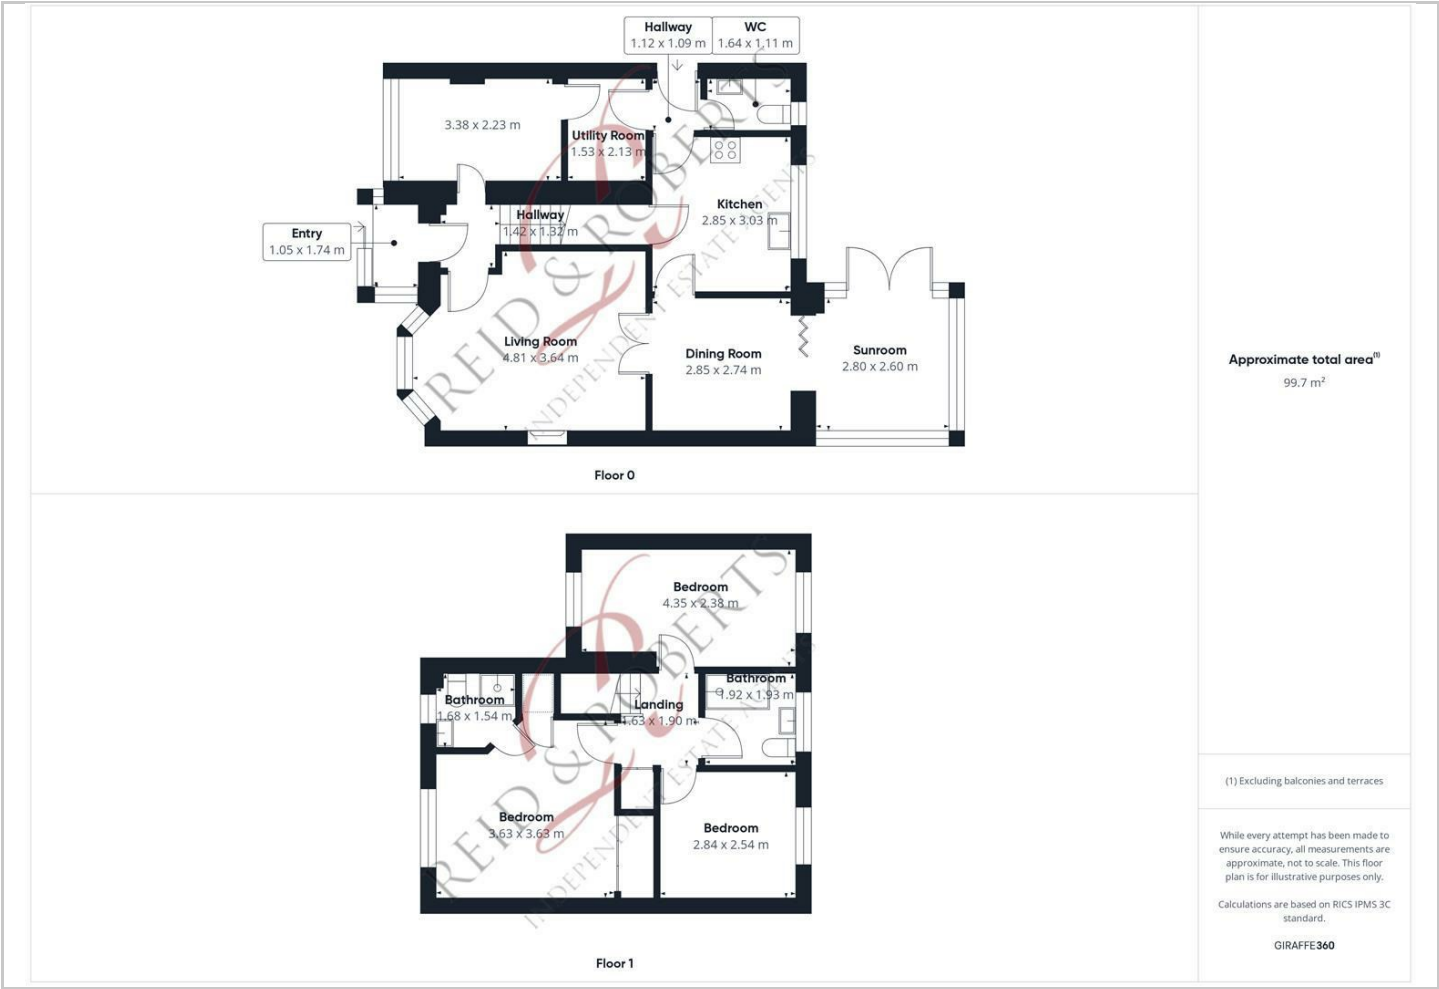 Hallway
1.12 x 1.09 m
WC
1.64 x 1.11 m
3.38 x 2.23 m
Utility Room
1.53 x 2.13 m
Kitchen
2.85 x 3.03 m
Hallway
1.42 x 1.32 m
Entry
1.05 x 1.74 m
Living Room
4.81 x 3.64 m
Dining Room
2.85 x 2.74 m
Sunroom
2.80 x 2.60 m
Floor 0
REID & ROBERTS
INDEPENDENT ESTATE AGENTS
Bedroom
4.35 x 2.38 m
Bathroom
1.68 x 1.54 m
Landing
1.63 x 1.90 m
Bathroom
1.92 x 1.93 m
Bedroom
3.63 x 3.63 m
Bedroom
2.84 x 2.54 m
Floor 1
REID & ROBERTS
INDEPENDENT ESTATE AGENTS
Approximate total area(1)
99.7 m²
(1) Excluding balconies and terraces
While every attempt has been made to
ensure accuracy, all measurements are
approximate, not to scale. This floor
plan is for illustrative purposes only.
Calculations are based on RICS IPMS 3C
standard.
GIRAFFE360